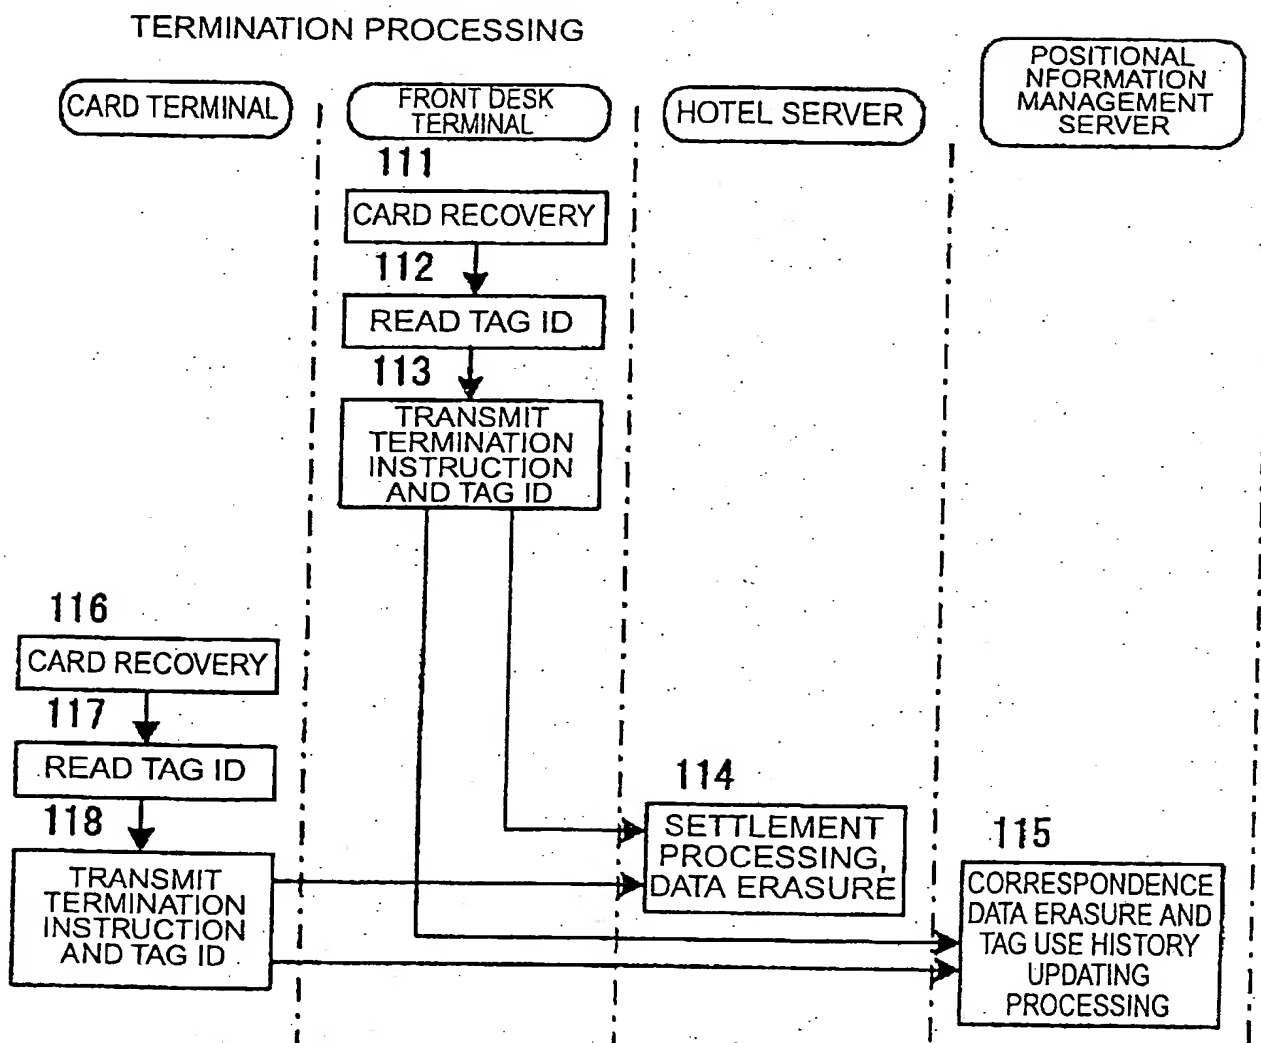 TERMINATION PROCESSING
CARD TERMINAL
FRONT DESK
TERMINAL
HOTEL SERVER
POSITIONAL
NFORMATION
MANAGEMENT
SERVER
111
CARD RECOVERY
112
READ TAG ID
113
TRANSMIT
TERMINATION
INSTRUCTION
AND TAG ID
116
CARD RECOVERY
117
READ TAG ID
118
TRANSMIT
TERMINATION
INSTRUCTION
AND TAG ID
114
SETTLEMENT
PROCESSING,
DATA ERASURE
115
CORRESPONDENCE
DATA ERASURE AND
TAG USE HISTORY
UPDATING
PROCESSING